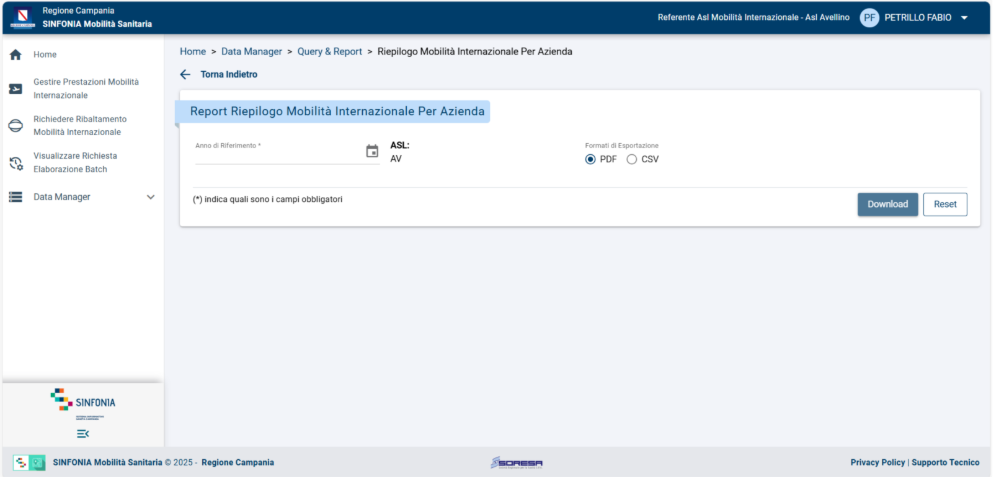 Regione Campania
SINFONIA Mobilità Sanitaria
Referente Asl Mobilità Internazionale - Asl Avellino
PF
PETRILLO FABIO
Home
Gestire Prestazioni Mobilità
Internazionale
Richiedere Ribaltamento
Mobilità Internazionale
Visualizzare Richiesta
Elaborazione Batch
Data Manager
Home > Data Manager > Query & Report > Riepilogo Mobilità Internazionale Per Azienda
Torna Indietro
Report Riepilogo Mobilità Internazionale Per Azienda
Anno di Riferimento *
ASL:
AV
Formati di Esportazione
PDF
CSV
(*) indica quali sono i campi obbligatori
Download
Reset
SINFONIA
SINFONIA Mobilità Sanitaria © 2025 - Regione Campania
SORESA
Privacy Policy | Supporto Tecnico